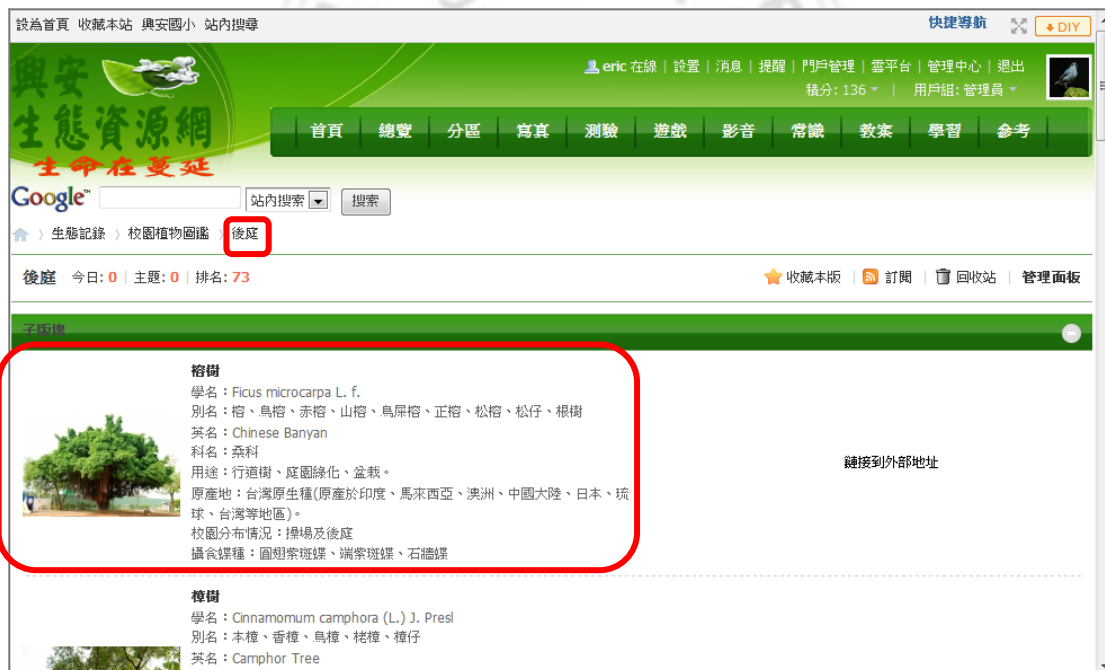 設為首頁 收藏本站 興安國小 站內搜尋 快捷導航 DIY
eric 在線 | 設置 | 消息 | 提醒 | 門戶管理 | 雲平台 | 管理中心 | 退出
積分: 136 | 用戶組: 管理員
興安
生態資源網
生命在蔓延
首頁 總覽 分區 寫真 測驗 遊戲 影音 常識 教案 學習 參考
Google™ 站內搜索 搜索
生態記錄 › 校園植物圖鑑 › 後庭
後庭 今日: 0 | 主題: 0 | 排名: 73 收藏本版 | 訂閱 | 回收站 | 管理面板
子版塊
榕樹
學名：Ficus microcarpa L. f.
別名：榕、鳥榕、赤榕、山榕、鳥屎榕、正榕、松榕、松仔、根樹
英名：Chinese Banyan
科名：桑科
用途：行道樹、庭園綠化、盆栽。
鏈接到外部地址
原產地：台灣原生種(原產於印度、馬來西亞、澳洲、中國大陸、日本、琉
球、台灣等地區)。
校園分布情況：操場及後庭
攝食蝶種：圓翅紫斑蝶、端紫斑蝶、石牆蝶
樟樹
學名：Cinnamomum camphora (L.) J. Presl
別名：本樟、香樟、鳥樟、栳樟、樟仔
英名：Camphor Tree